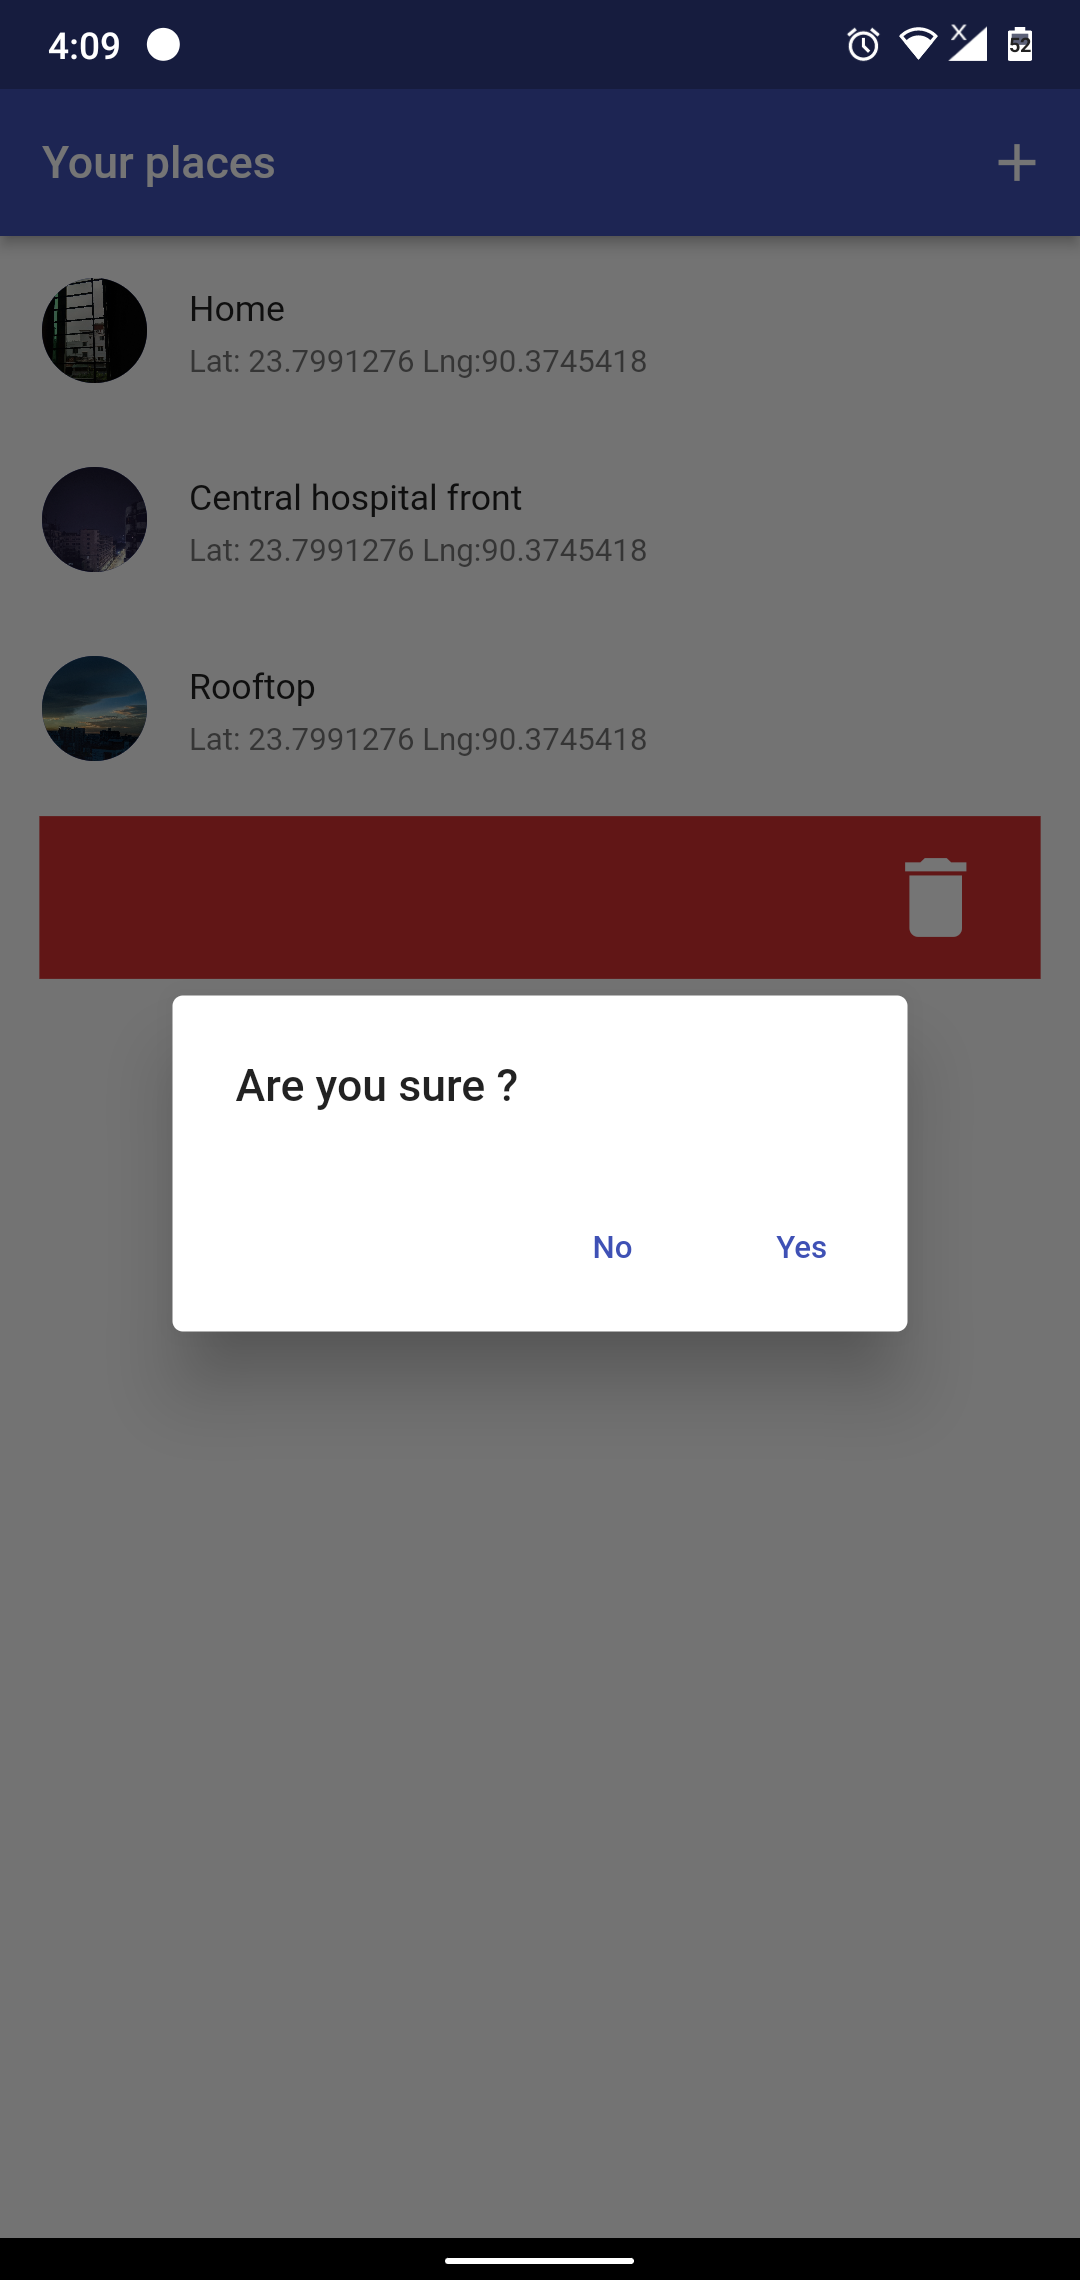 4:09
X
52
Your places
+
Home
Lat: 23.7991276 Lng:90.3745418
Central hospital front
Lat: 23.7991276 Lng:90.3745418
Rooftop
Lat: 23.7991276 Lng:90.3745418
Are you sure ?
No
Yes